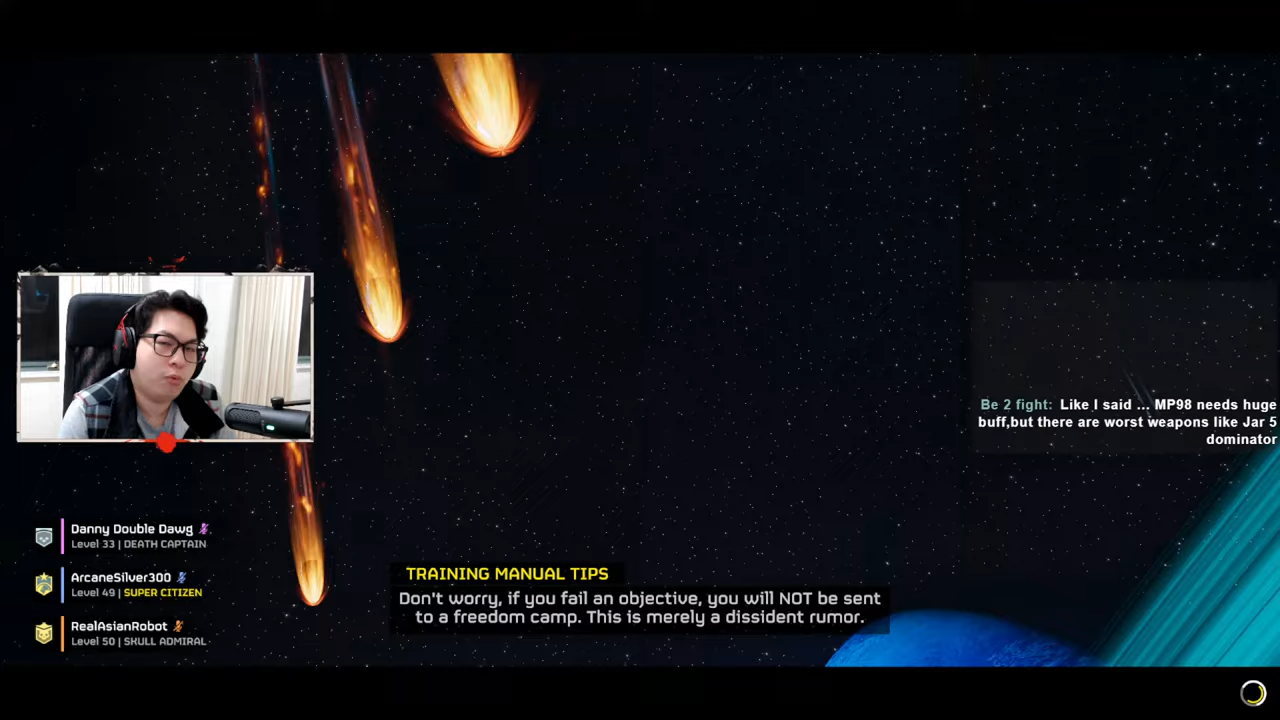 Be 2 fight: Like I said ... MP98 needs huge
buff,but there are worst weapons like Jar 5
dominator
Danny Double Dawg
Level 33 | DEATH CAPTAIN
ArcaneSilver300
Level 49 | SUPER CITIZEN
RealAsianRobot
Level 50 | SKULL ADMIRAL
TRAINING MANUAL TIPS
Don't worry, if you fail an objective, you will NOT be sent
to a freedom camp. This is merely a dissident rumor.